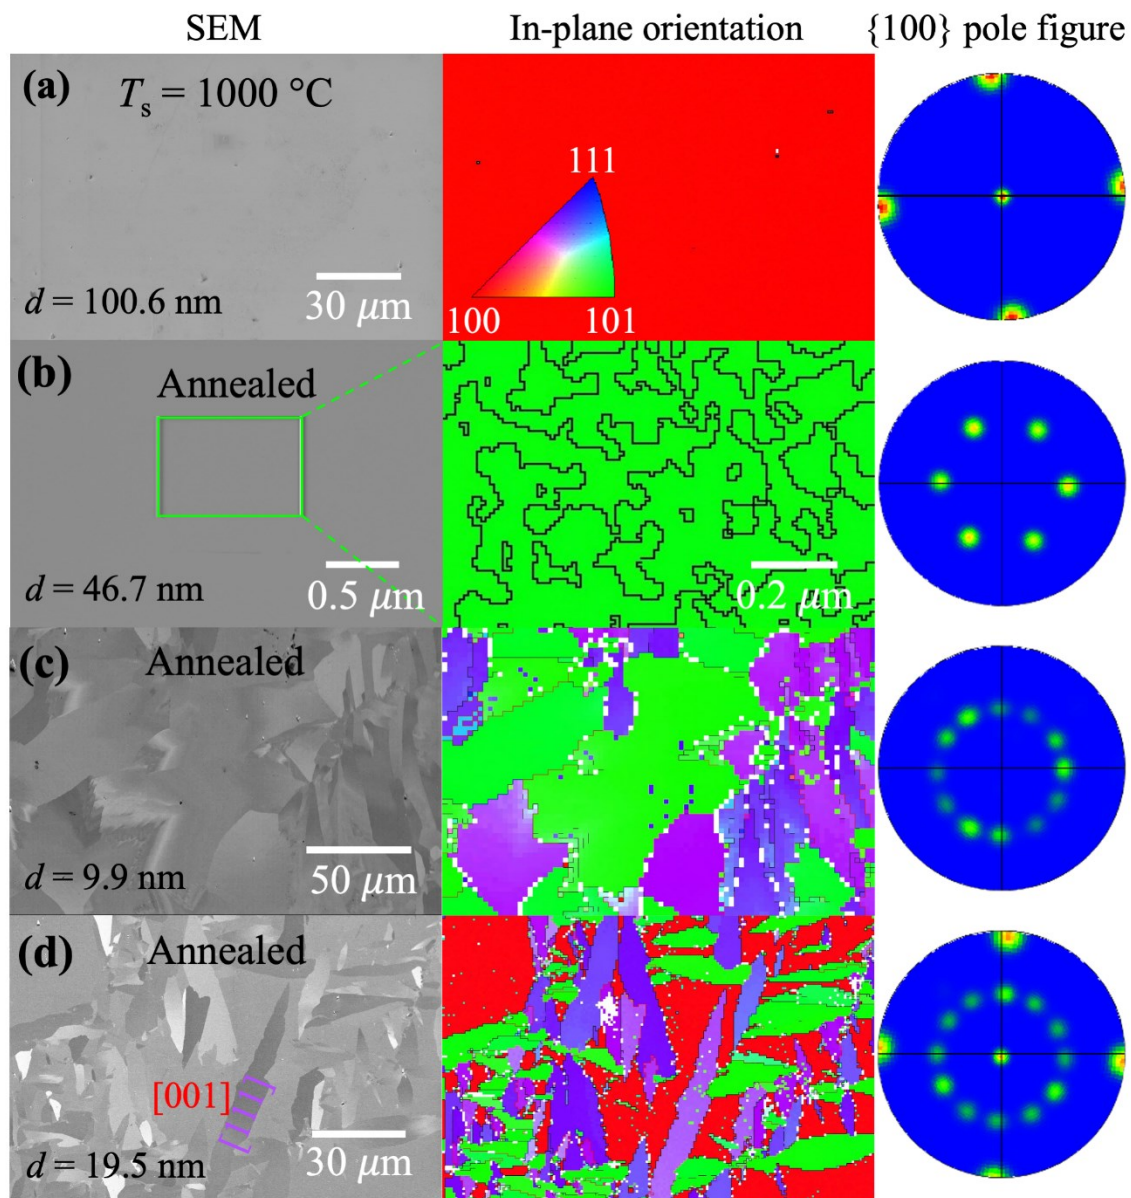 SEM
In-plane orientation
{100} pole figure
(a)
Ts = 1000 °C
d = 100.6 nm
30 μm
111
100
101
(b)
Annealed
d = 46.7 nm
0.5 μm
0.2 μm
(c)
Annealed
d = 9.9 nm
50 μm
(d)
Annealed
[001]
d = 19.5 nm
30 μm